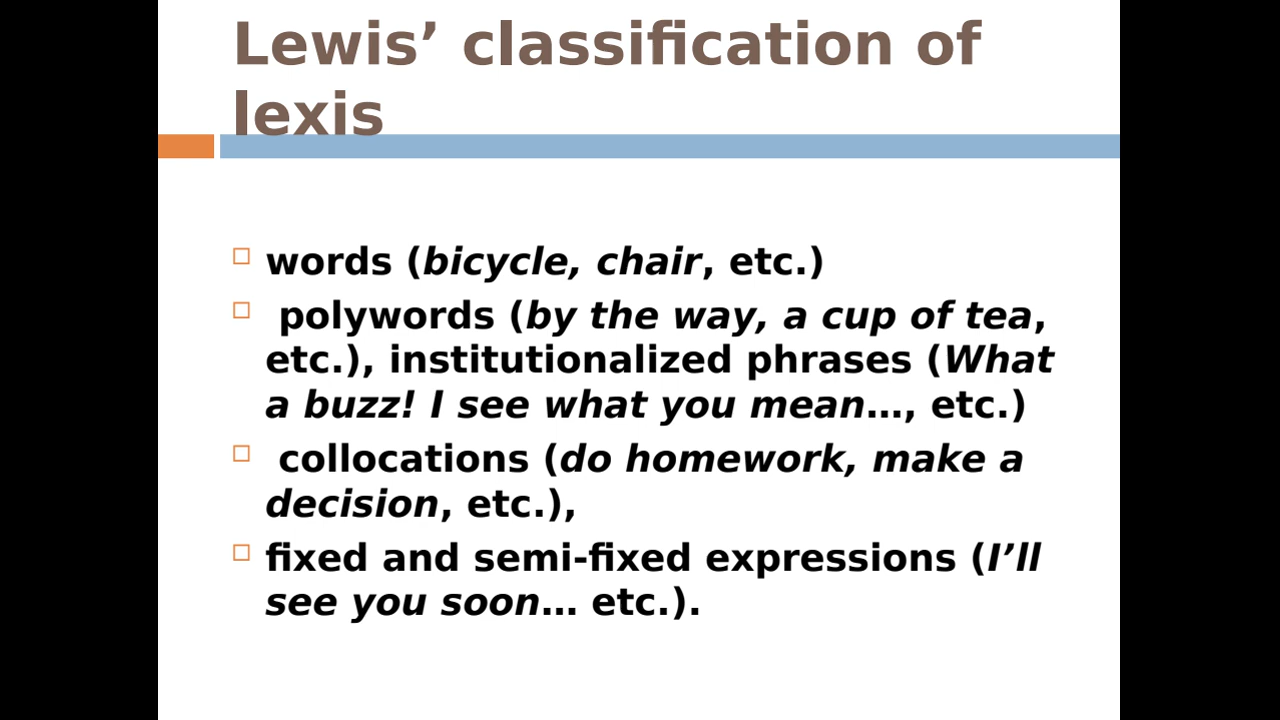 Lewis’ classification of
lexis
words (bicycle, chair, etc.)
polywords (by the way, a cup of tea,
etc.), institutionalized phrases (What
a buzz! I see what you mean…, etc.)
collocations (do homework, make a
decision, etc.),
fixed and semi-fixed expressions (I’ll
see you soon… etc.).